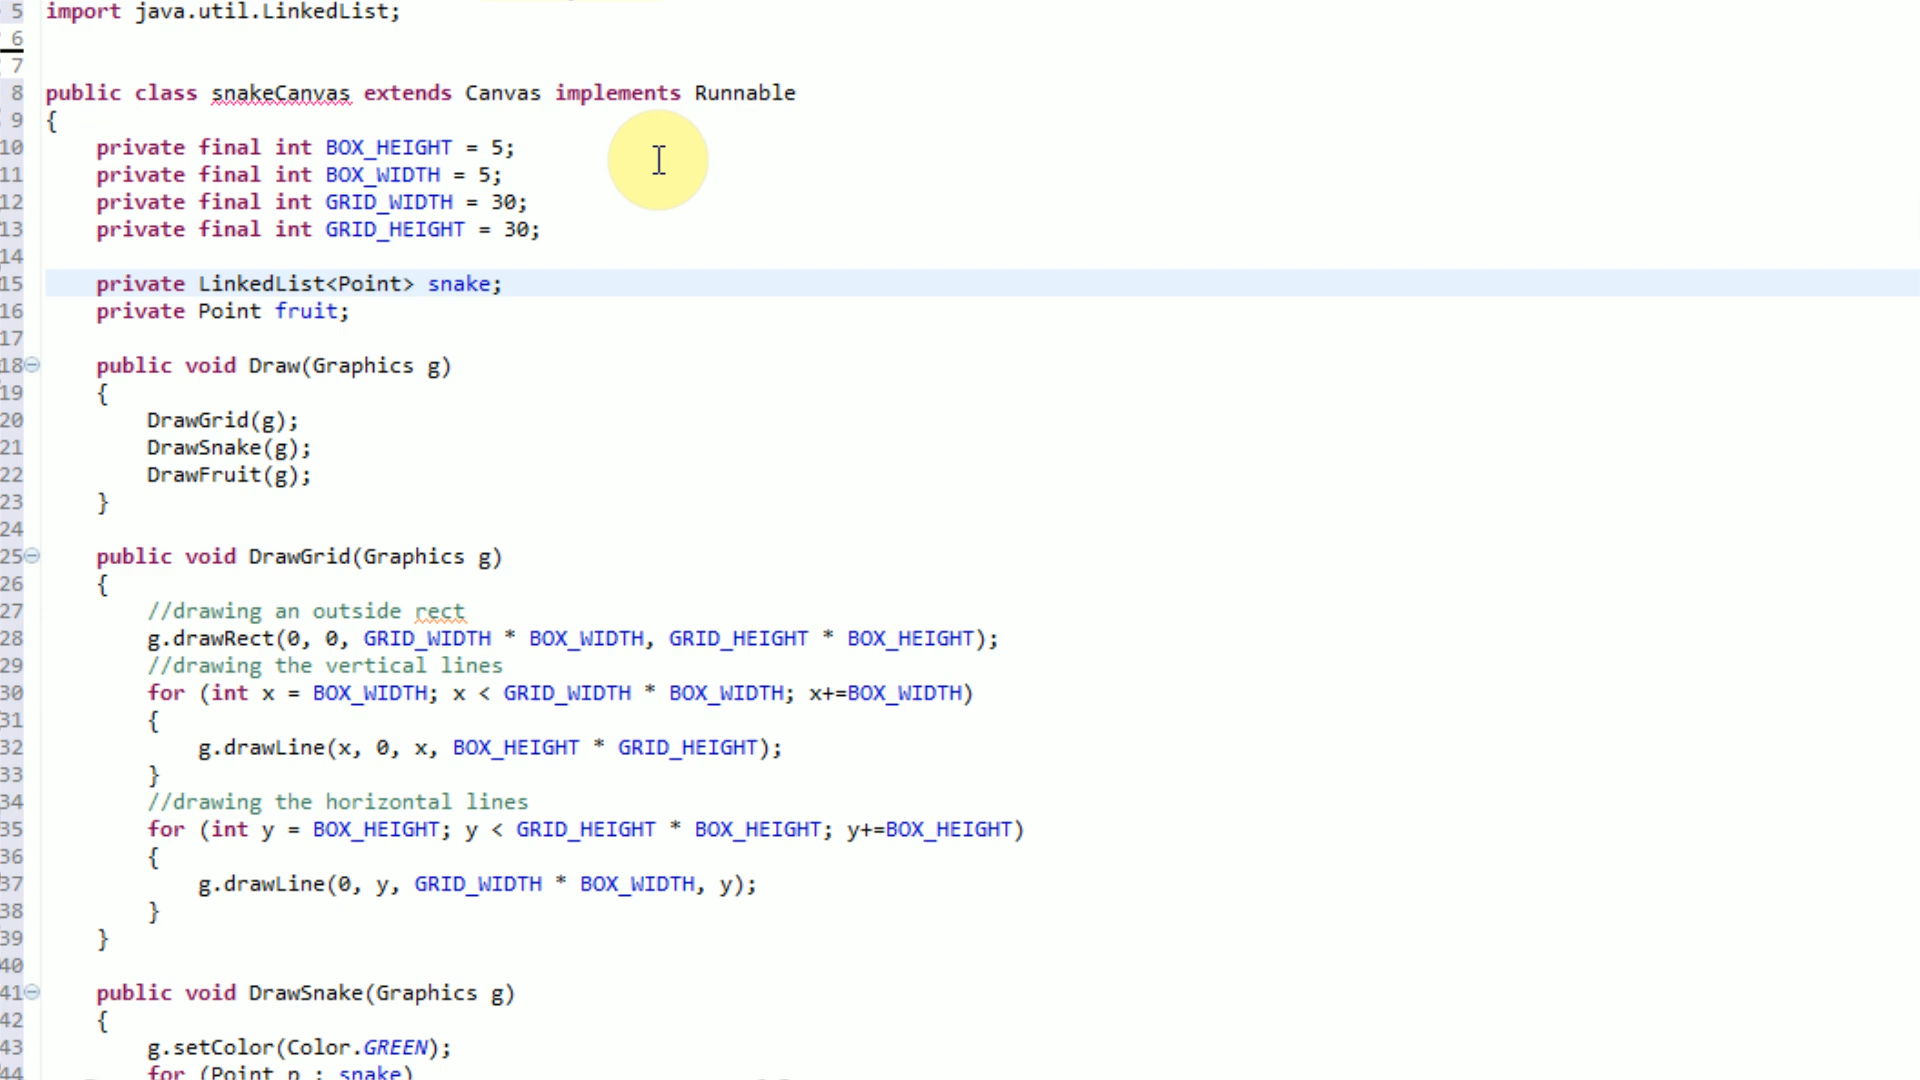 5 import java.util.LinkedList;
6
7
8 public class snakeCanvas extends Canvas implements Runnable
9 {
10 private final int BOX_HEIGHT = 5;
11 private final int BOX_WIDTH = 5;
12 private final int GRID_WIDTH = 30;
13 private final int GRID_HEIGHT = 30;
14
15 private LinkedList<Point> snake;
16 private Point fruit;
17
18 public void Draw(Graphics g)
19 {
20 DrawGrid(g);
21 DrawSnake(g);
22 DrawFruit(g);
23 }
24
25 public void DrawGrid(Graphics g)
26 {
27 //drawing an outside rect
28 g.drawRect(0, 0, GRID_WIDTH * BOX_WIDTH, GRID_HEIGHT * BOX_HEIGHT);
29 //drawing the vertical lines
30 for (int x = BOX_WIDTH; x < GRID_WIDTH * BOX_WIDTH; x+=BOX_WIDTH)
31 {
32 g.drawLine(x, 0, x, BOX_HEIGHT * GRID_HEIGHT);
33 }
34 //drawing the horizontal lines
35 for (int y = BOX_HEIGHT; y < GRID_HEIGHT * BOX_HEIGHT; y+=BOX_HEIGHT)
36 {
37 g.drawLine(0, y, GRID_WIDTH * BOX_WIDTH, y);
38 }
39 }
40
41 public void DrawSnake(Graphics g)
42 {
43 g.setColor(Color.GREEN);
44 for (Point p : snake)